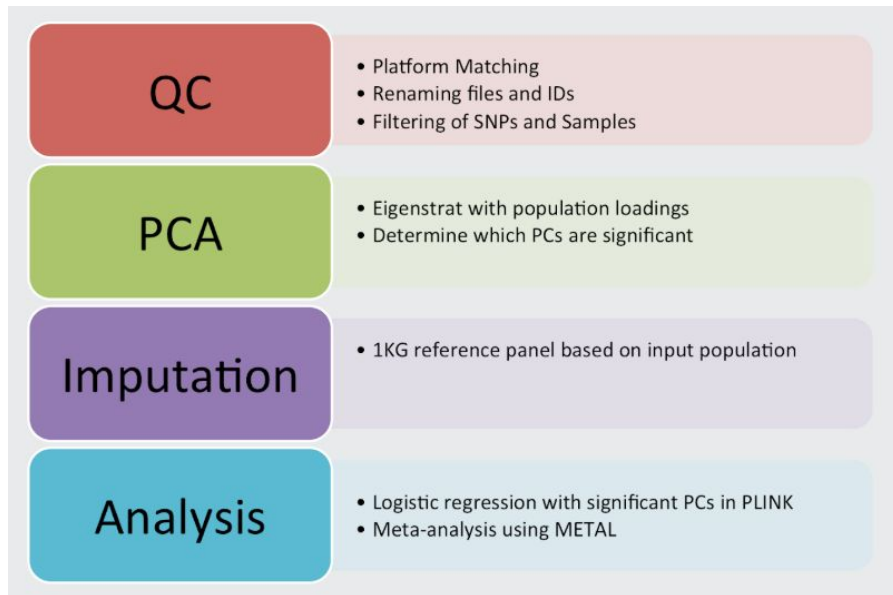 QC
• Platform Matching
• Renaming files and IDs
• Filtering of SNPs and Samples
PCA
• Eigenstrat with population loadings
• Determine which PCs are significant
Imputation
• 1KG reference panel based on input population
Analysis
• Logistic regression with significant PCs in PLINK
• Meta-analysis using METAL